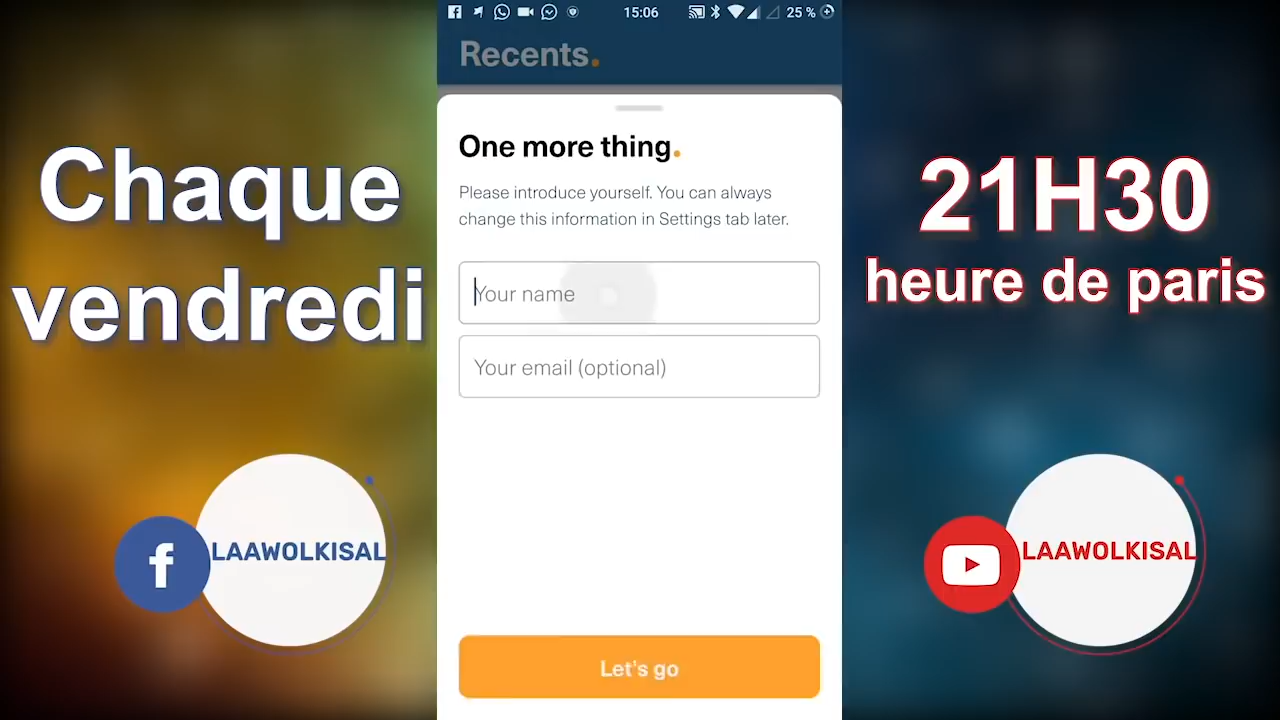 Chaque
vendredi
LAAWOLKISAL
15:06
25 %
Recents.
One more thing.
Please introduce yourself. You can always
change this information in Settings tab later.
Your name
Your email (optional)
Let's go
21H30
heure de paris
LAAWOLKISAL